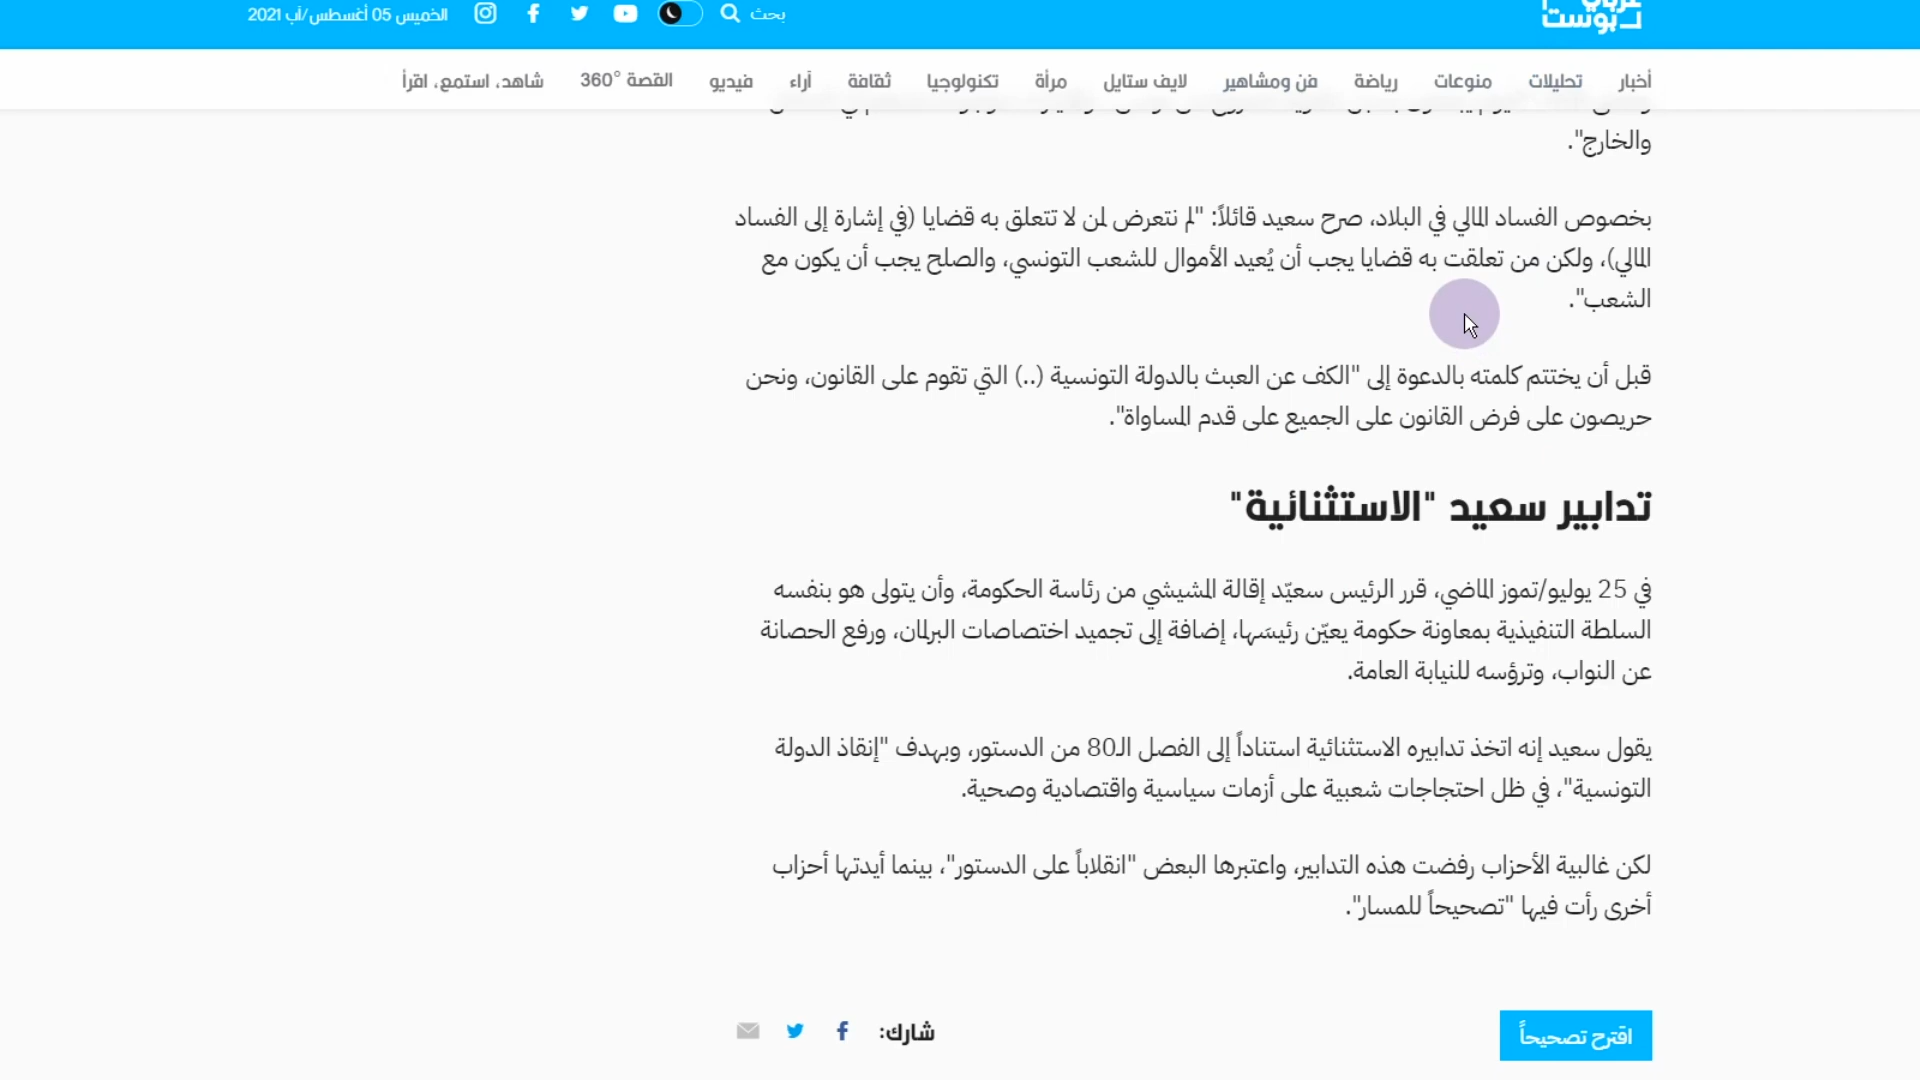 الخميس 05 أغسطس/آب 2021
بحث
عربي
بوست
أخبار
تحليلات
منوعات
رياضة
فن ومشاهير
لايف ستايل
مرأة
تكنولوجيا
ثقافة
آراء
فيديو
القصة °360
شاهد، استمع، اقرأ
والخارج".
بخصوص الفساد المالي في البلاد، صرح سعيد قائلاً: "لم نتعرض لمن لا تتعلق به قضايا (في إشارة إلى الفساد
المالي)، ولكن من تعلقت به قضايا يجب أن يُعيد الأموال للشعب التونسي، والصلح يجب أن يكون مع
الشعب".
قبل أن يختتم كلمته بالدعوة إلى "الكف عن العبث بالدولة التونسية (..) التي تقوم على القانون، ونحن
حريصون على فرض القانون على الجميع على قدم المساواة".
تدابير سعيد "الاستثنائية"
في 25 يوليو/تموز الماضي، قرر الرئيس سعيّد إقالة المشيشي من رئاسة الحكومة، وأن يتولى هو بنفسه
السلطة التنفيذية بمعاونة حكومة يعيّن رئيسَها، إضافة إلى تجميد اختصاصات البرلمان، ورفع الحصانة
عن النواب، وترؤسه للنيابة العامة.
يقول سعيد إنه اتخذ تدابيره الاستثنائية استناداً إلى الفصل الـ80 من الدستور، وبهدف "إنقاذ الدولة
التونسية"، في ظل احتجاجات شعبية على أزمات سياسية واقتصادية وصحية.
لكن غالبية الأحزاب رفضت هذه التدابير، واعتبرها البعض "انقلاباً على الدستور"، بينما أيدتها أحزاب
أخرى رأت فيها "تصحيحاً للمسار".
اقترح تصحيحاً
شارك: